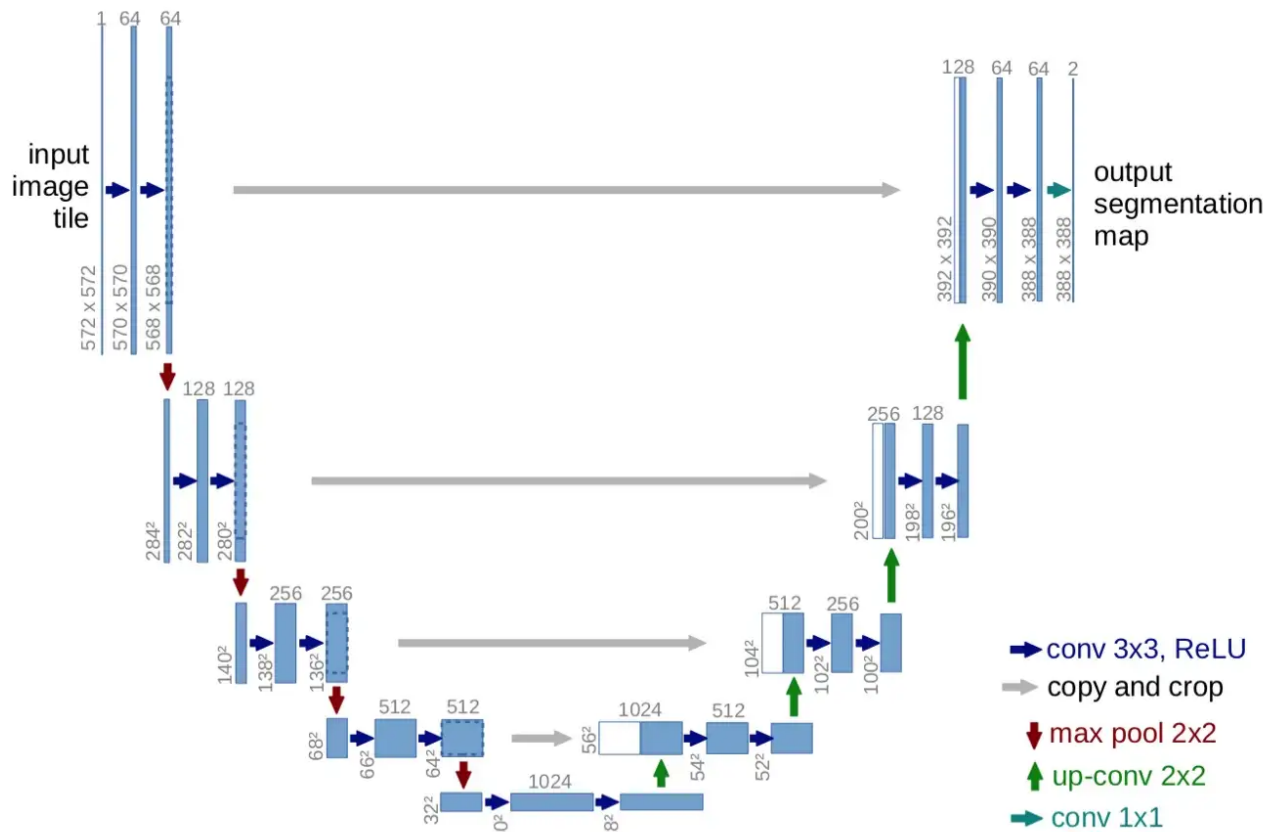 1 64 64
input
image
tile
572 x 572
570 x 570
568 x 568
128 64 64 2
output
segmentation
map
392 x 392
390 x 390
388 x 388
388 x 388
128 128
284²
282²
280²
256 128
200²
198²
196²
256 256
140²
138²
136²
512 256
104²
102²
100²
512 512
68²
66²
64²
1024 512
56²
54²
52²
1024
32²
0²
8²
conv 3x3, ReLU
copy and crop
max pool 2x2
up-conv 2x2
conv 1x1